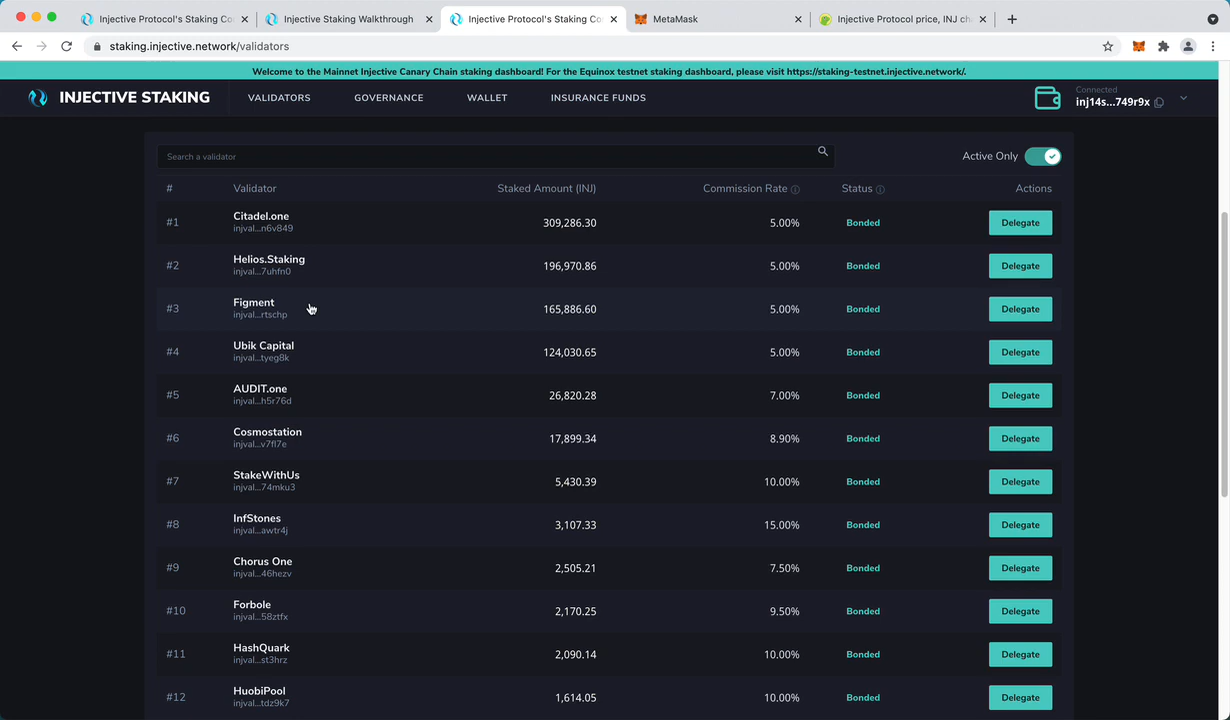 Injective Protocol's Staking Co
Injective Staking Walkthrough
Injective Protocol's Staking Co
MetaMask
Injective Protocol price, INJ ch
staking.injective.network/validators
Welcome to the Mainnet Injective Canary Chain staking dashboard! For the Equinox testnet staking dashboard, please visit https://staking-testnet.injective.network/.
INJECTIVE STAKING
VALIDATORS
GOVERNANCE
WALLET
INSURANCE FUNDS
Connected
inj14s...749r9x
Search a validator
Active Only
# Validator Staked Amount (INJ) Commission Rate Status Actions
#1 Citadel.one 309,286.30 5.00% Bonded Delegate
injval...n6v849
#2 Helios.Staking 196,970.86 5.00% Bonded Delegate
injval...7uhfn0
#3 Figment 165,886.60 5.00% Bonded Delegate
injval...rtschp
#4 Ubik Capital 124,030.65 5.00% Bonded Delegate
injval...tyeg8k
#5 AUDIT.one 26,820.28 7.00% Bonded Delegate
injval...h5r76d
#6 Cosmostation 17,899.34 8.90% Bonded Delegate
injval...v7fl7e
#7 StakeWithUs 5,430.39 10.00% Bonded Delegate
injval...74mku3
#8 InfStones 3,107.33 15.00% Bonded Delegate
injval...awtr4j
#9 Chorus One 2,505.21 7.50% Bonded Delegate
injval...46hezv
#10 Forbole 2,170.25 9.50% Bonded Delegate
injval...58ztfx
#11 HashQuark 2,090.14 10.00% Bonded Delegate
injval...st3hrz
#12 HuobiPool 1,614.05 10.00% Bonded Delegate
injval...tdz9k7